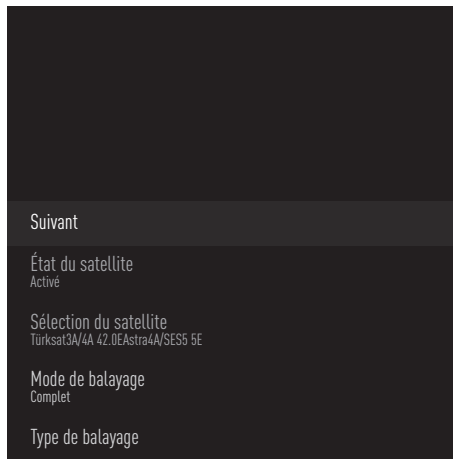 Suivant
État du satellite
Activé
Sélection du satellite
Türksat3A/4A 42.0EAstra4A/SES5 5E
Mode de balayage
Complet
Type de balayage